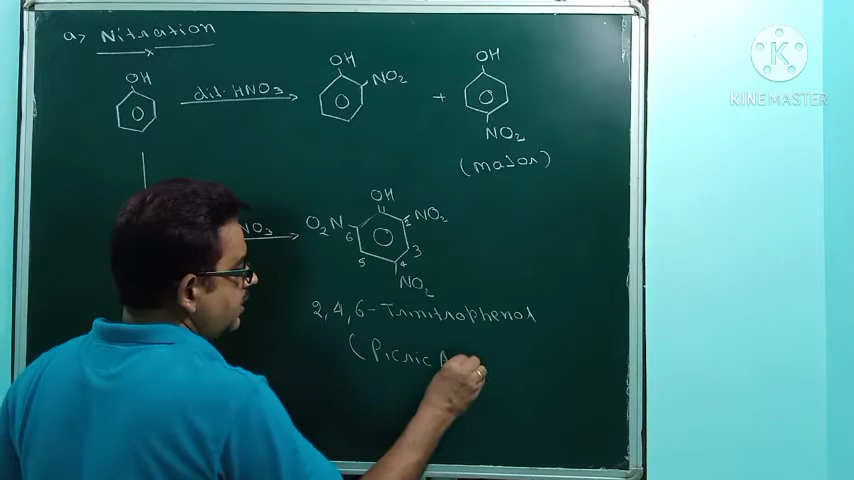 a> Nitration
OH
dil. HNO3
OH
NO2
+
OH
NO2
(major)
NO3
OH
O2N
NO2
2
3
4
5
6
NO2
2,4,6-Trinitrophenol
(Picric A
K
KINEMASTER